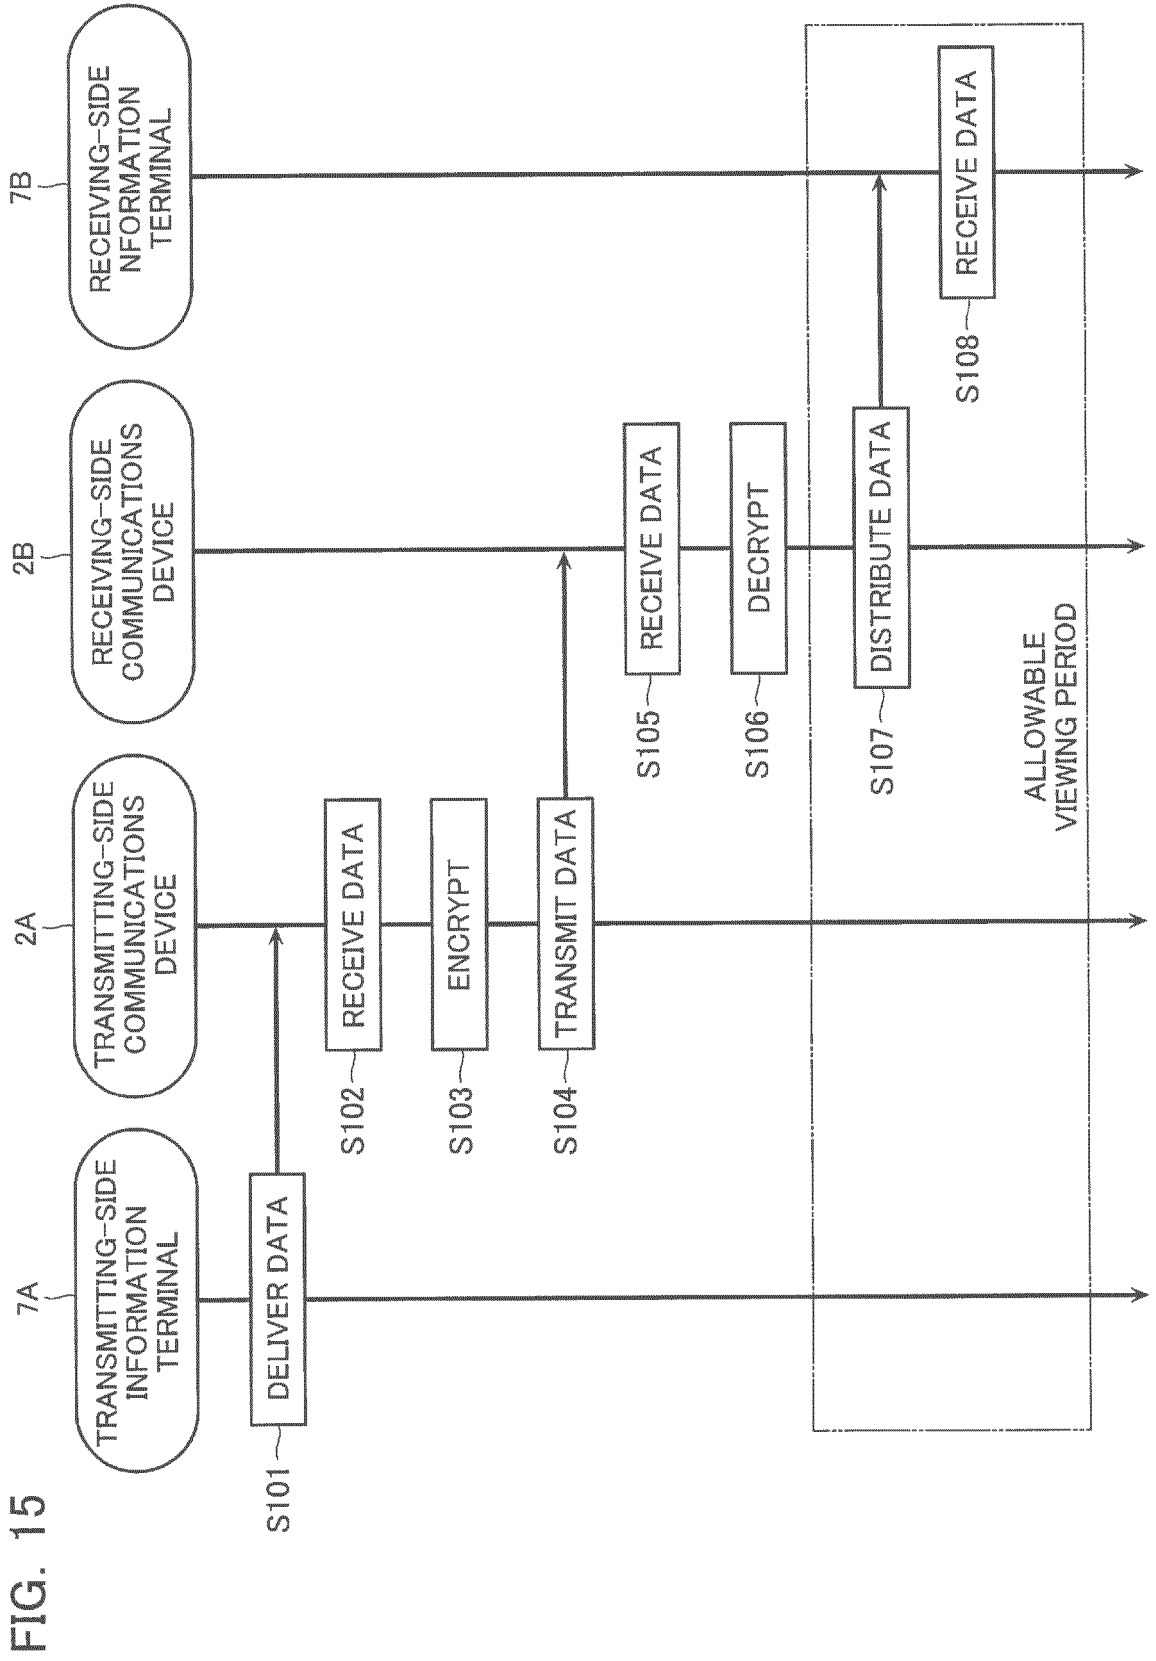 FIG. 15
7A
TRANSMITTING-SIDE
INFORMATION
TERMINAL
2A
TRANSMITTING-SIDE
COMMUNICATIONS
DEVICE
2B
RECEIVING-SIDE
COMMUNICATIONS
DEVICE
7B
RECEIVING-SIDE
NFORMATION
TERMINAL
S101
DELIVER DATA
S102
RECEIVE DATA
S103
ENCRYPT
S104
TRANSMIT DATA
S105
RECEIVE DATA
S106
DECRYPT
S107
DISTRIBUTE DATA
S108
RECEIVE DATA
ALLOWABLE
VIEWING PERIOD